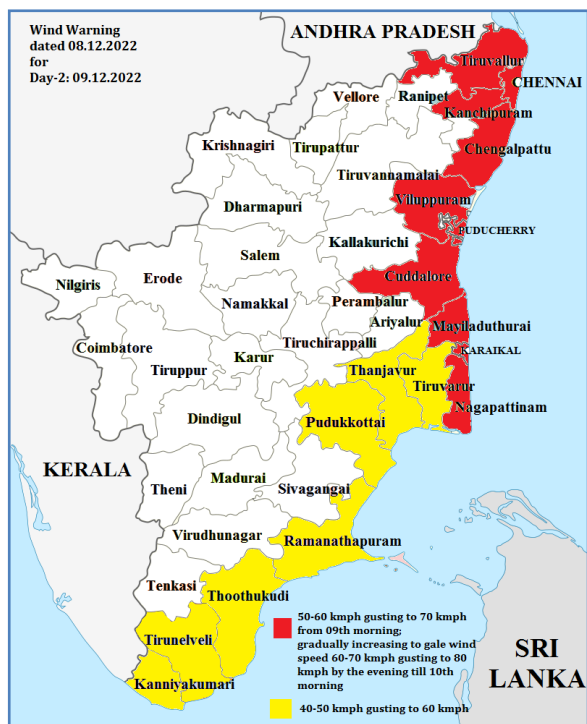 Wind Warning
dated 08.12.2022
for
Day-2: 09.12.2022
ANDHRA PRADESH
Tiruvallur
CHENNAI
Vellore
Ranipet
Kanchipuram
Krishnagiri
Tirupattur
Chengalpattu
Tiruvannamalai
Dharmapuri
Viluppuram
PUDUCHERRY
Kallakurichi
Salem
Cuddalore
Nilgiris
Erode
Namakkal
Perambalur
Ariyalur
Mayiladuthurai
Coimbatore
Tiruppur
Karur
Tiruchirappalli
KARAIKAL
Thanjavur
Tiruvarur
Nagapattinam
Dindigul
Pudukkottai
KERALA
Theni
Madurai
Sivagangai
Virudhunagar
Ramanathapuram
Tenkasi
Thoothukudi
Tirunelveli
Kanniyakumari
50-60 kmph gusting to 70 kmph
from 09th morning;
gradually increasing to gale wind
speed 60-70 kmph gusting to 80
kmph by the evening till 10th
morning
40-50 kmph gusting to 60 kmph
SRI
LANKA